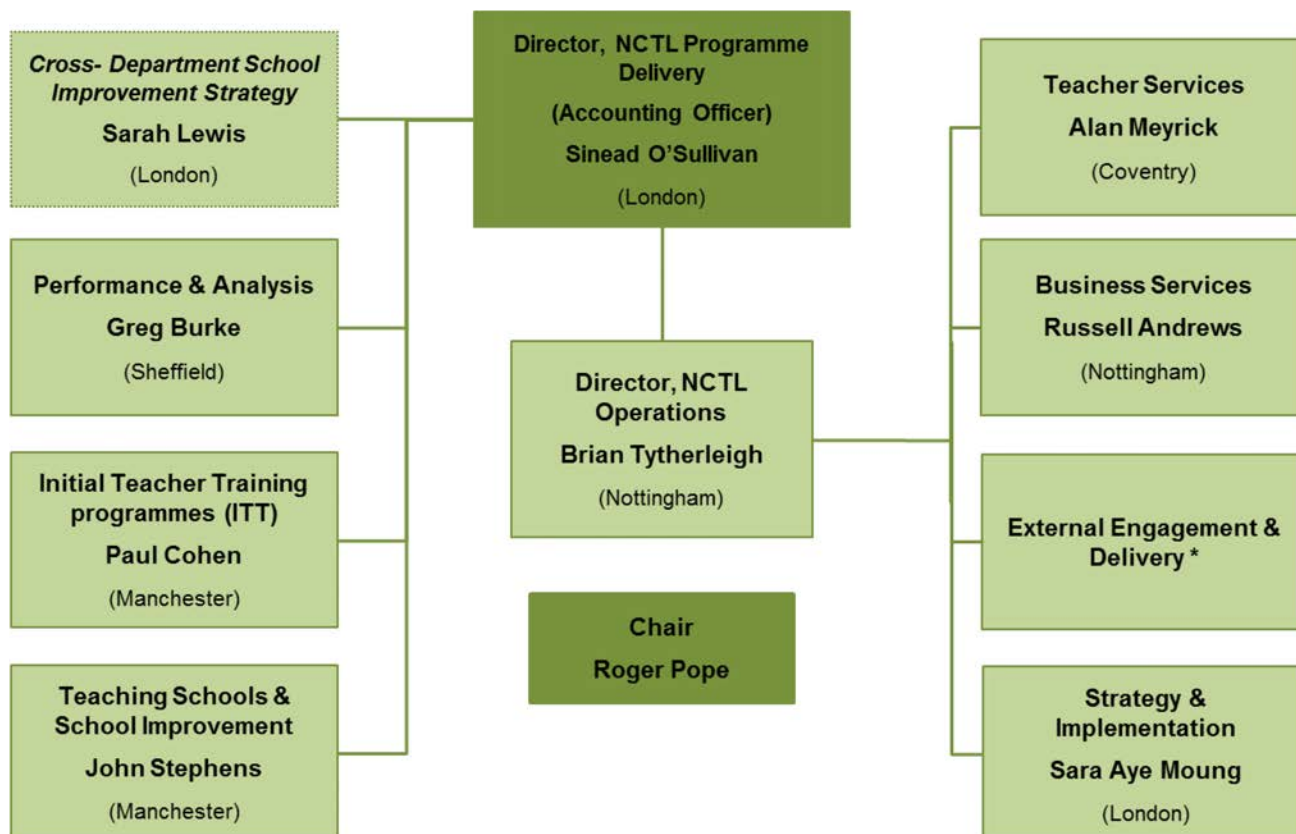 Cross- Department School
Improvement Strategy
Sarah Lewis
(London)
Performance & Analysis
Greg Burke
(Sheffield)
Initial Teacher Training
programmes (ITT)
Paul Cohen
(Manchester)
Teaching Schools &
School Improvement
John Stephens
(Manchester)
Director, NCTL Programme
Delivery
(Accounting Officer)
Sinead O’Sullivan
(London)
Director, NCTL
Operations
Brian Tytherleigh
(Nottingham)
Chair
Roger Pope
Teacher Services
Alan Meyrick
(Coventry)
Business Services
Russell Andrews
(Nottingham)
External Engagement &
Delivery *
Strategy &
Implementation
Sara Aye Moung
(London)